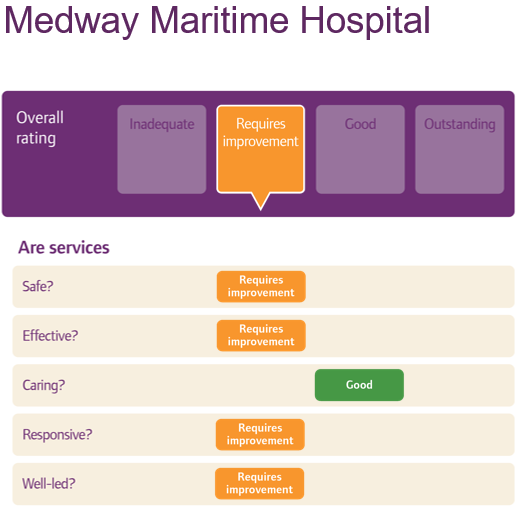 Medway Maritime Hospital
Overall
rating
Inadequate
Requires
improvement
Good
Outstanding
Are services
Safe?
Requires
improvement
Effective?
Requires
improvement
Caring?
Good
Responsive?
Requires
improvement
Well-led?
Requires
improvement